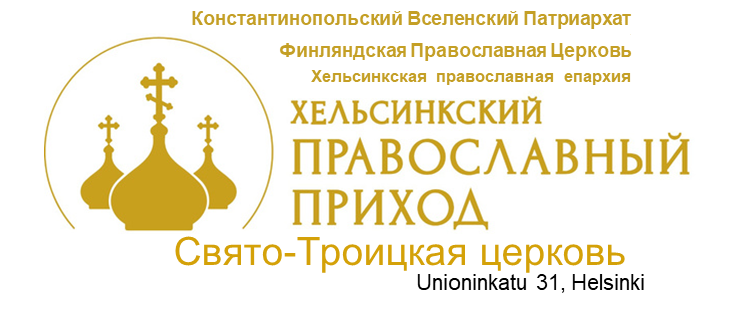 Константинопольский Вселенский Патриархат
Финляндская Православная Церковь
Хельсинкская православная епархия
ХЕЛЬСИНКСКИЙ
ПРАВОСЛАВНЫЙ
ПРИХОД
Свято-Троицкая церковь
Unioninkatu 31, Helsinki